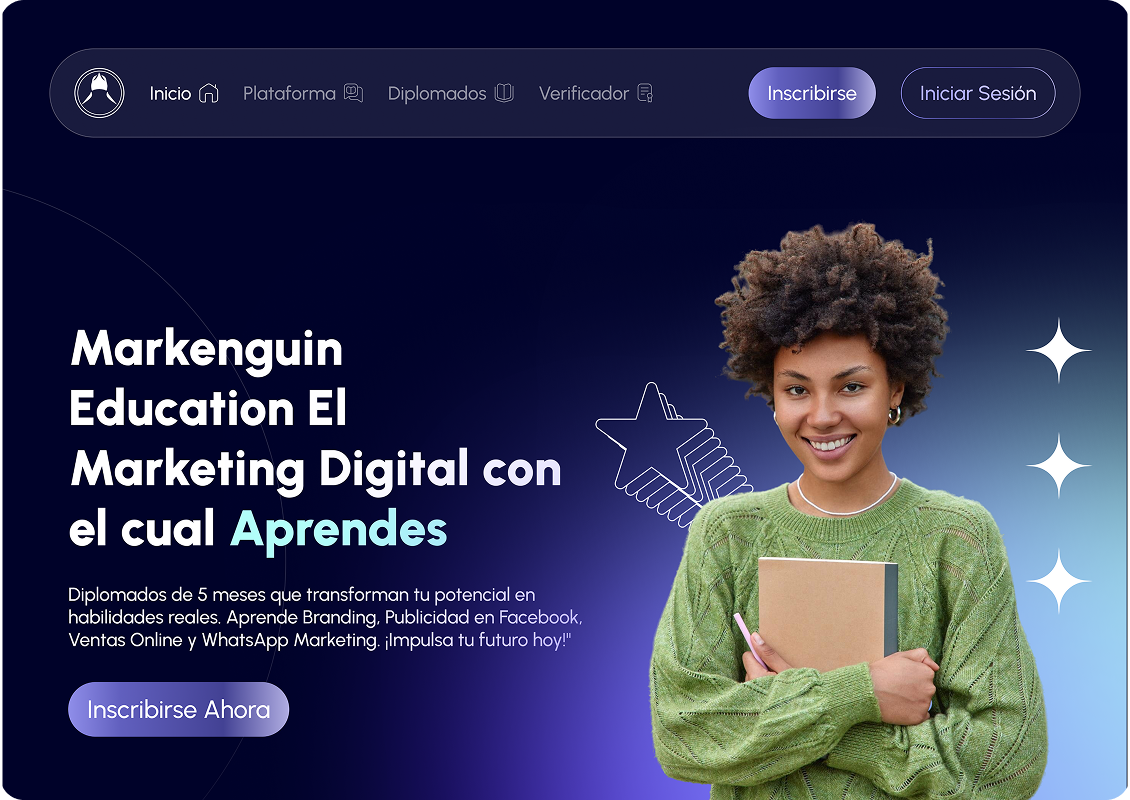 Inicio
Plataforma
Diplomados
Verificador
Inscribirse
Iniciar Sesión
Markenguin
Education El
Marketing Digital con
el cual Aprendes
Diplomados de 5 meses que transforman tu potencial en
habilidades reales. Aprende Branding, Publicidad en Facebook,
Ventas Online y WhatsApp Marketing. ¡Impulsa tu futuro hoy!"
Inscribirse Ahora